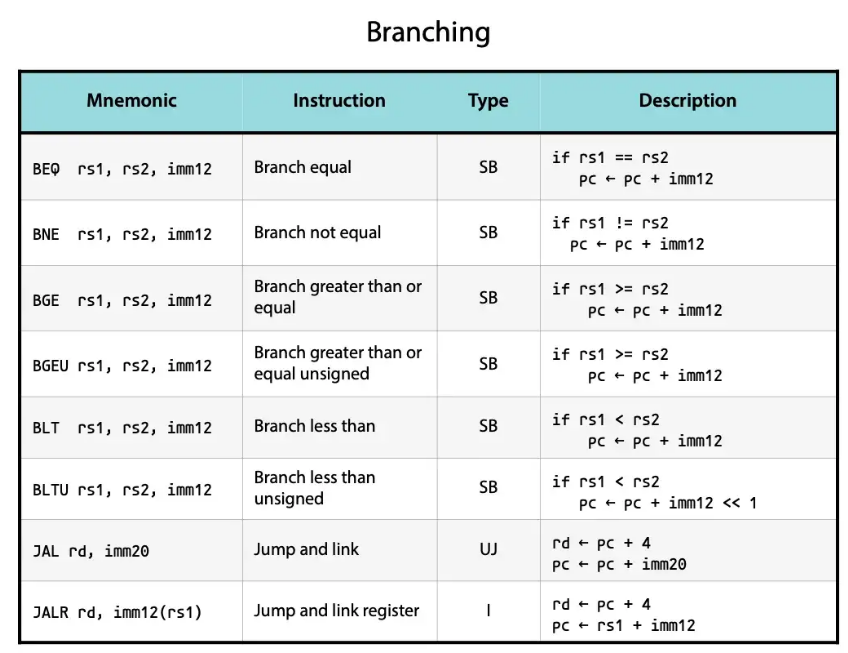 Branching
Mnemonic Instruction Type Description
BEQ rs1, rs2, imm12 Branch equal SB if rs1 == rs2
pc ← pc + imm12
BNE rs1, rs2, imm12 Branch not equal SB if rs1 != rs2
pc ← pc + imm12
BGE rs1, rs2, imm12 Branch greater than or
equal SB if rs1 >= rs2
pc ← pc + imm12
BGEU rs1, rs2, imm12 Branch greater than or
equal unsigned SB if rs1 >= rs2
pc ← pc + imm12
BLT rs1, rs2, imm12 Branch less than SB if rs1 < rs2
pc ← pc + imm12
BLTU rs1, rs2, imm12 Branch less than
unsigned SB if rs1 < rs2
pc ← pc + imm12 << 1
JAL rd, imm20 Jump and link UJ rd ← pc + 4
pc ← pc + imm20
JALR rd, imm12(rs1) Jump and link register I rd ← pc + 4
pc ← rs1 + imm12